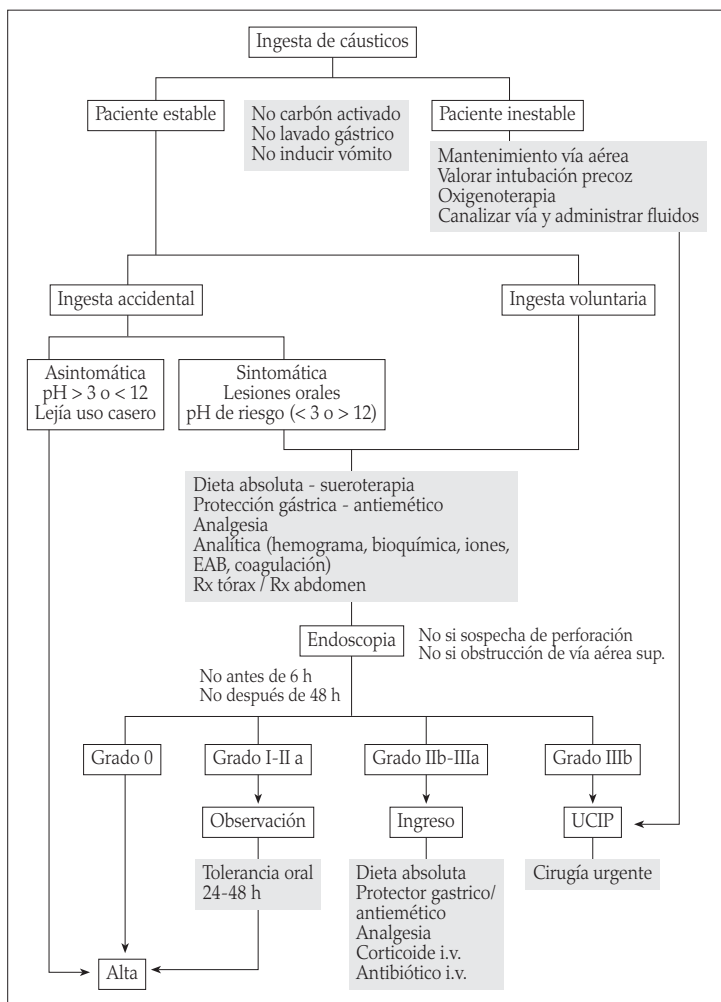 Ingesta de cáusticos
Paciente estable
No carbón activado
No lavado gástrico
No inducir vómito
Paciente inestable
Mantenimiento vía aérea
Valorar intubación precoz
Oxigenoterapia
Canalizar vía y administrar fluidos
Ingesta accidental
Ingesta voluntaria
Asintomática
pH > 3 o < 12
Lejía uso casero
Sintomática
Lesiones orales
pH de riesgo (< 3 o > 12)
Dieta absoluta - sueroterapia
Protección gástrica - antiemético
Analgesia
Analítica (hemograma, bioquímica, iones,
EAB, coagulación)
Rx tórax / Rx abdomen
Endoscopia
No si sospecha de perforación
No si obstrucción de vía aérea sup.
No antes de 6 h
No después de 48 h
Grado 0
Grado I-II a
Grado IIb-IIIa
Grado IIIb
Observación
Ingreso
UCIP
Tolerancia oral
24-48 h
Dieta absoluta
Protector gastrico/
antiemético
Analgesia
Corticoide i.v.
Antibiótico i.v.
Cirugía urgente
Alta